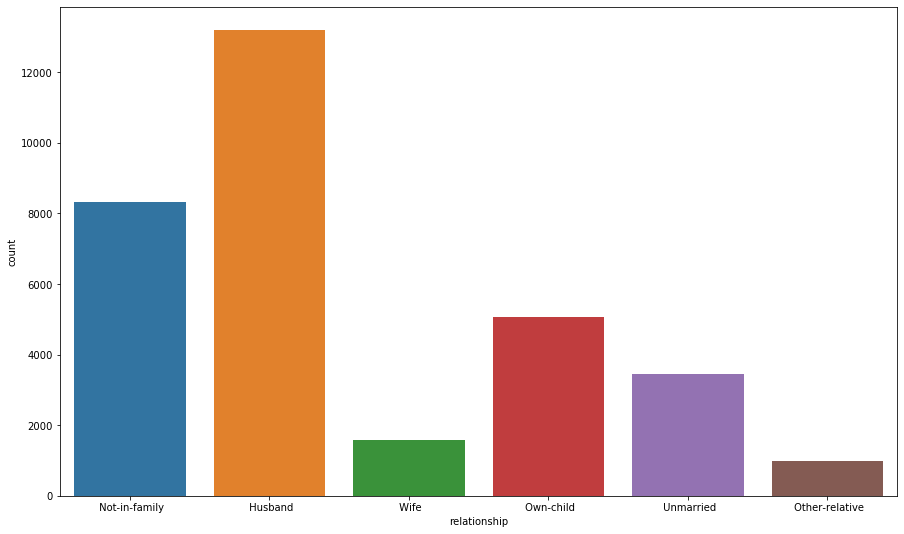 12000
10000
8000
6000
4000
2000
0
count
Not-in-family Husband Wife Own-child Unmarried Other-relative
relationship